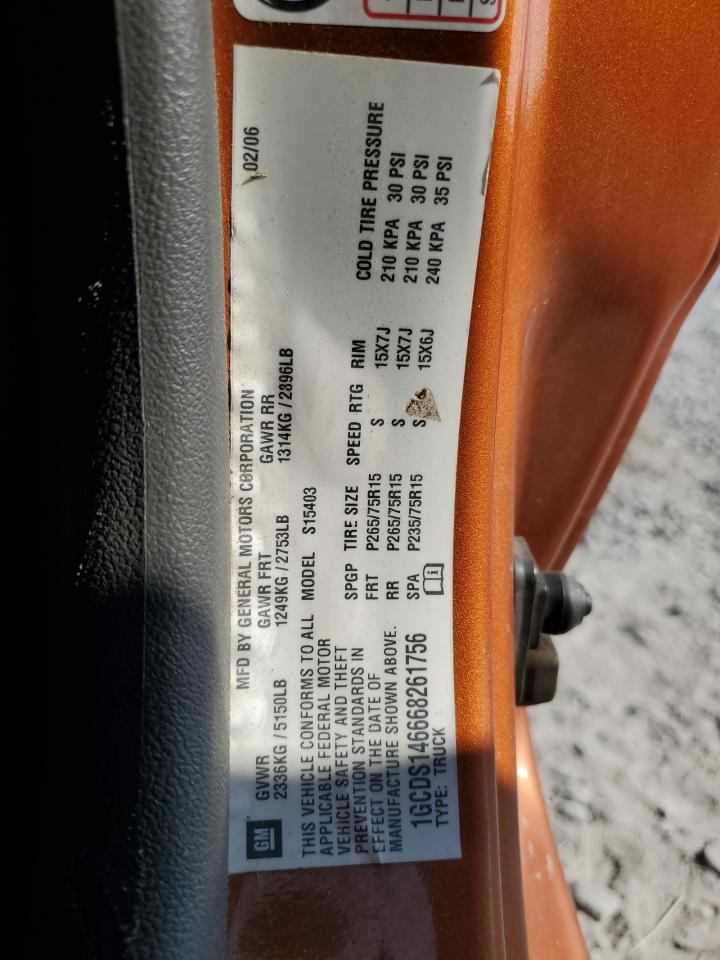 MFD BY GENERAL MOTORS CORPORATION 02/06
GVWR GAWR FRT GAWR RR
2336KG / 5150LB 1249KG / 2753LB 1314KG / 2896LB
GM
THIS VEHICLE CONFORMS TO ALL
APPLICABLE FEDERAL MOTOR
VEHICLE SAFETY AND THEFT
PREVENTION STANDARDS IN
EFFECT ON THE DATE OF
MANUFACTURE SHOWN ABOVE.
1GCDS146668261756
TYPE: TRUCK
MODEL S15403
SPGP TIRE SIZE SPEED RTG RIM COLD TIRE PRESSURE
FRT P265/75R15 S 15X7J 210 KPA 30 PSI
RR P265/75R15 S 15X7J 210 KPA 30 PSI
SPA P235/75R15 S 15X6J 240 KPA 35 PSI